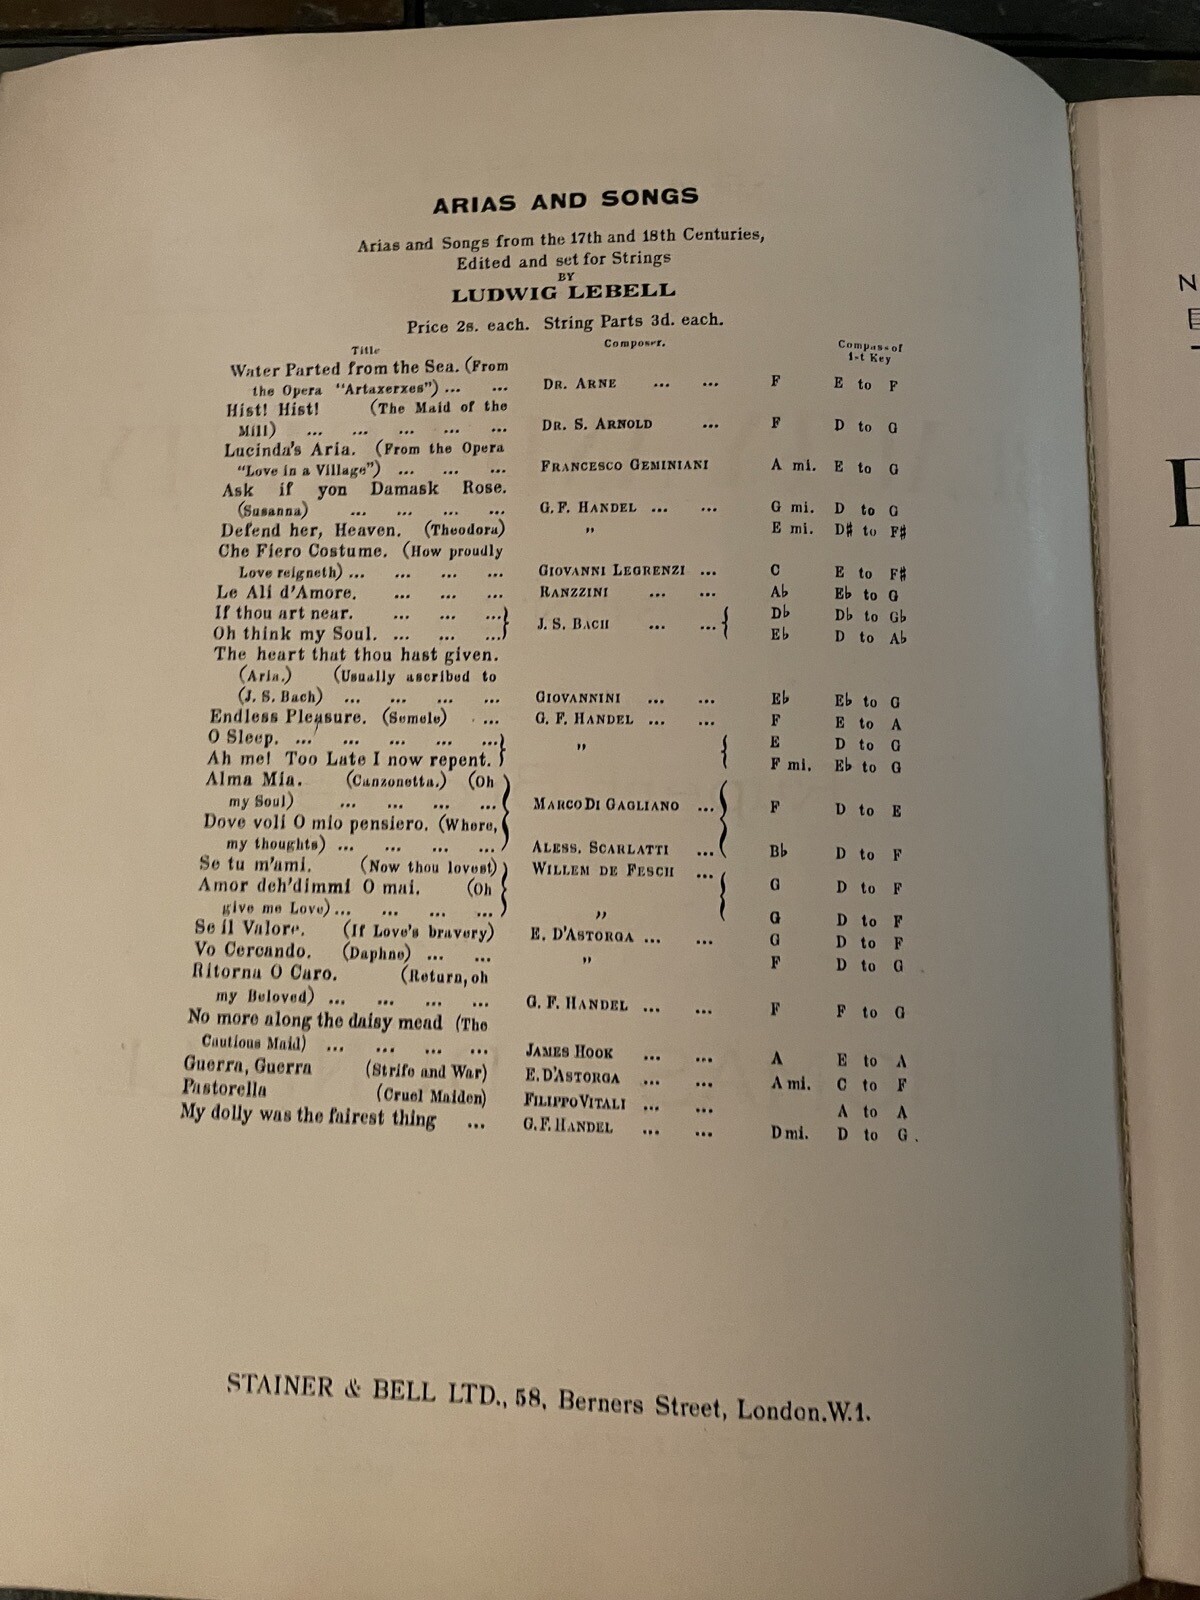 ARIAS AND SONGS
Arias and Songs from the 17th and 18th Centuries,
Edited and set for Strings
BY
LUDWIG LEBELL
Price 2s. each. String Parts 3d. each.
Title Composer. Compass of
1st Key
Water Parted from the Sea. (From
the Opera "Artaxerxes") ... ... DR. ARNE ... ... F E to F
Hist! Hist! (The Maid of the
Mill) ... ... ... ... ... DR. S. ARNOLD ... F D to G
Lucinda's Aria. (From the Opera
"Love in a Village") ... ... ... FRANCESCO GEMINIANI A mi. E to G
Ask if yon Damask Rose.
(Susanna) ... ... ... ... G. F. HANDEL ... ... G mi. D to G
Defend her, Heaven. (Theodora) " E mi. D♯ to F♯
Che Fiero Costume. (How proudly
Love reigneth) ... ... ... ... GIOVANNI LEGRENZI ... C E to F♯
Le Ali d'Amore. ... ... ... RANZZINI ... ... A♭ E♭ to G
If thou art near. ... ... ...} J. S. BACH ... ...{ D♭ D♭ to G♭
Oh think my Soul. ... ... ...} E♭ D to A♭
The heart that thou hast given.
(Aria.) (Usually ascribed to
(J. S. Bach) ... ... ... ... GIOVANNINI ... ... E♭ E♭ to G
Endless Pleasure. (Semele) ... G. F. HANDEL ... ... F E to A
O Sleep. ... ... ... ... ...} " { E D to G
Ah me! Too Late I now repent. } F mi. E♭ to G
Alma Mia. (Canzonetta.) (Oh
my Soul) ... ... ... ... MARCO DI GAGLIANO ... F D to E
Dove voli O mio pensiero. (Where,
my thoughts) ... ... ... ... ALESS. SCARLATTI ... B♭ D to F
Se tu m'ami. (Now thou lovest) WILLEM DE FESCH ... G D to F
Amor deh'dimmi O mai. (Oh
give me Love) ... ... ... ... " G D to F
Se il Valore. (If Love's bravery) E. D'ASTORGA ... ... G D to F
Vo Cercando. (Daphne) ... ... " F D to G
Ritorna O Caro. (Return, oh
my Beloved) ... ... ... ... G. F. HANDEL ... ... F F to G
No more along the daisy mead (The
Cautious Maid) ... ... ... ... JAMES HOOK ... ... A E to A
Guerra, Guerra (Strife and War) E. D'ASTORGA ... ... A mi. C to F
Pastorella (Cruel Maiden) FILIPPO VITALI ... ... A to A
My dolly was the fairest thing ... G. F. HANDEL ... ... D mi. D to G.
STAINER & BELL LTD., 58, Berners Street, London.W.1.